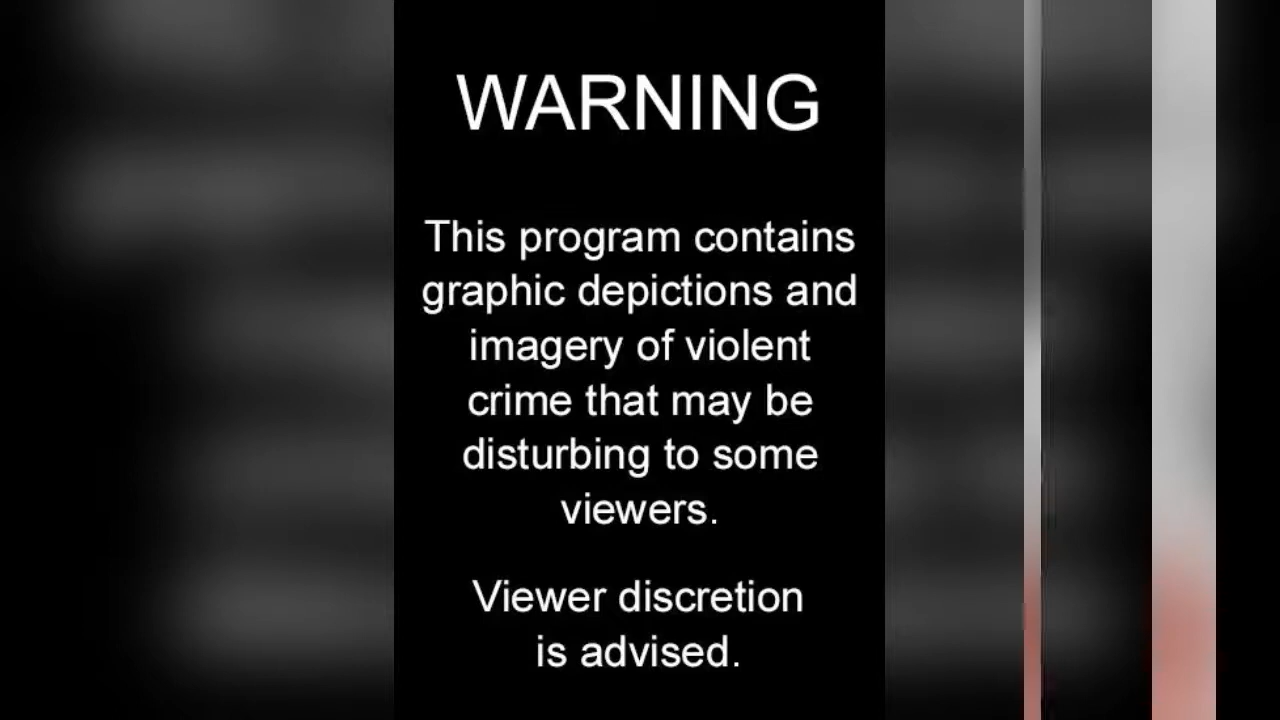 WARNING
This program contains
graphic depictions and
imagery of violent
crime that may be
disturbing to some
viewers.
Viewer discretion
is advised.